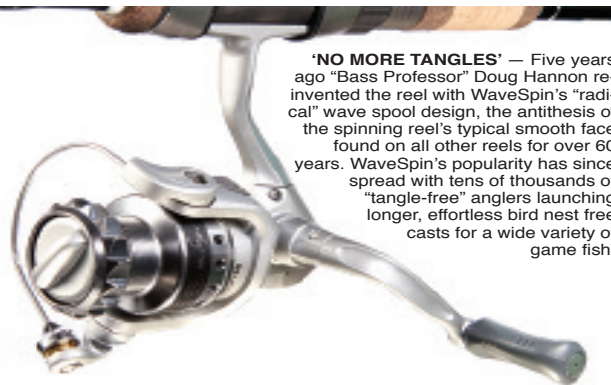 ‘NO MORE TANGLES’ — Five years
ago “Bass Professor” Doug Hannon re-
invented the reel with WaveSpin’s “radi-
cal” wave spool design, the antithesis o
the spinning reel’s typical smooth face
found on all other reels for over 60
years. WaveSpin’s popularity has since
spread with tens of thousands o
“tangle-free” anglers launching
longer, effortless bird nest free
casts for a wide variety o
game fish